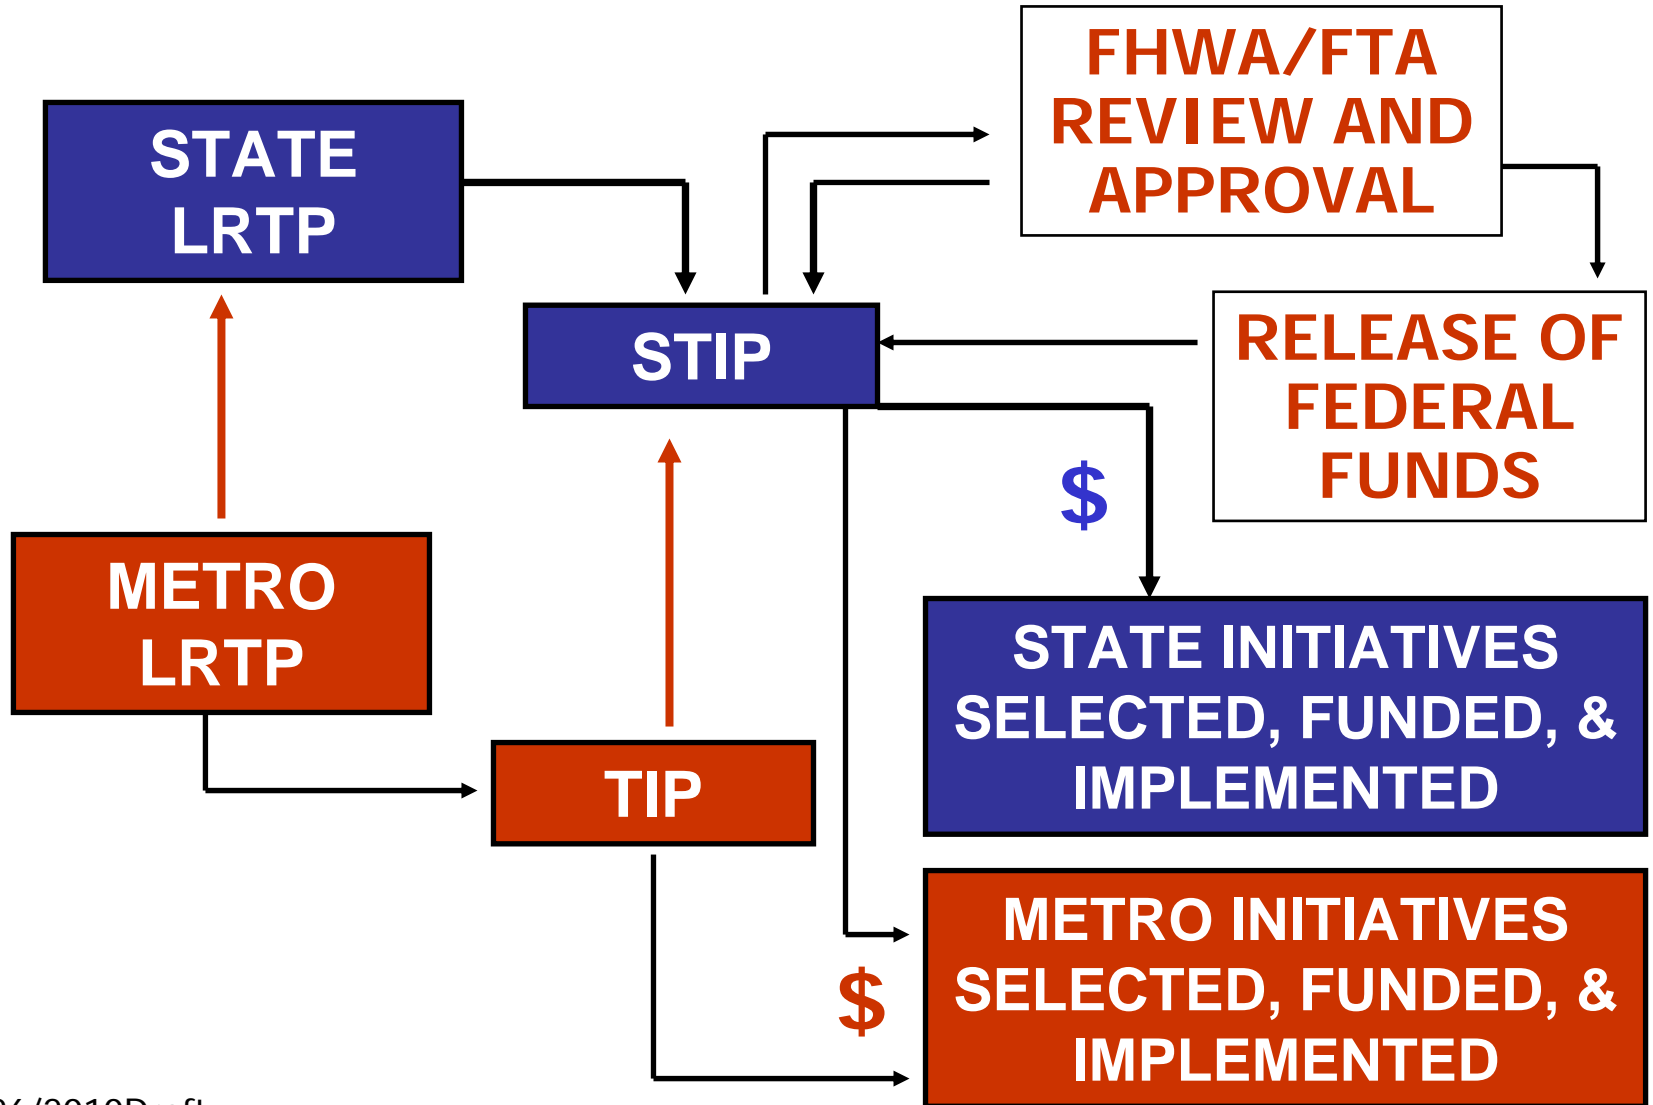 FHWA/FTA
REVIEW AND
APPROVAL
STATE
LRTP
STIP
RELEASE OF
FEDERAL
FUNDS
$
METRO
LRTP
STATE INITIATIVES
SELECTED, FUNDED, &
IMPLEMENTED
TIP
METRO INITIATIVES
SELECTED, FUNDED, &
IMPLEMENTED
$